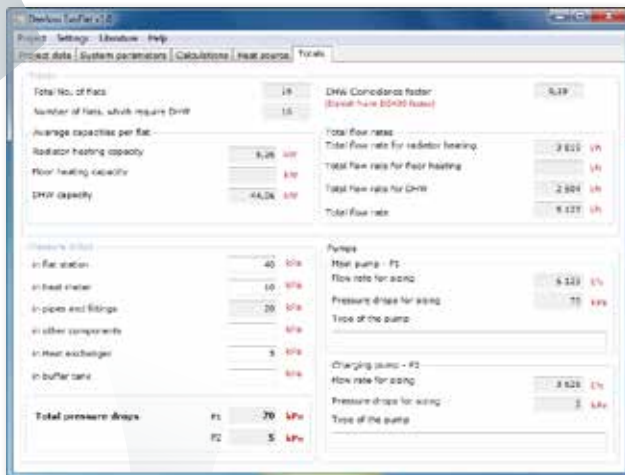 Danfoss EvoFlat v1.0
Project Settings Literature Help
Project data System parameters Calculations Heat source Totals
Total No. of flats
DHW Coincidence factor
Number of flats, which require DHW
Average capacities per flat
Total flow rates
Radiator heating capacity kW
Total flow rate for radiator heating l/h
Floor heating capacity kW
Total flow rate for floor heating l/h
DHW capacity kW
Total flow rate for DHW l/h
Total flow rate l/h
Pressure drops
Pumps
in flat station 40 kPa
Main pump - P1
Flow rate for sizing l/h
in heat meter 10 kPa
Pressure drops for sizing 70 kPa
in pipes and fittings 20 kPa
Type of the pump
in other components kPa
in Heat exchanger 5 kPa
in buffer tank kPa
Charging pump - P2
Flow rate for sizing l/h
Pressure drops for sizing 5 kPa
Type of the pump
Total pressure drops P1 70 kPa
P2 5 kPa